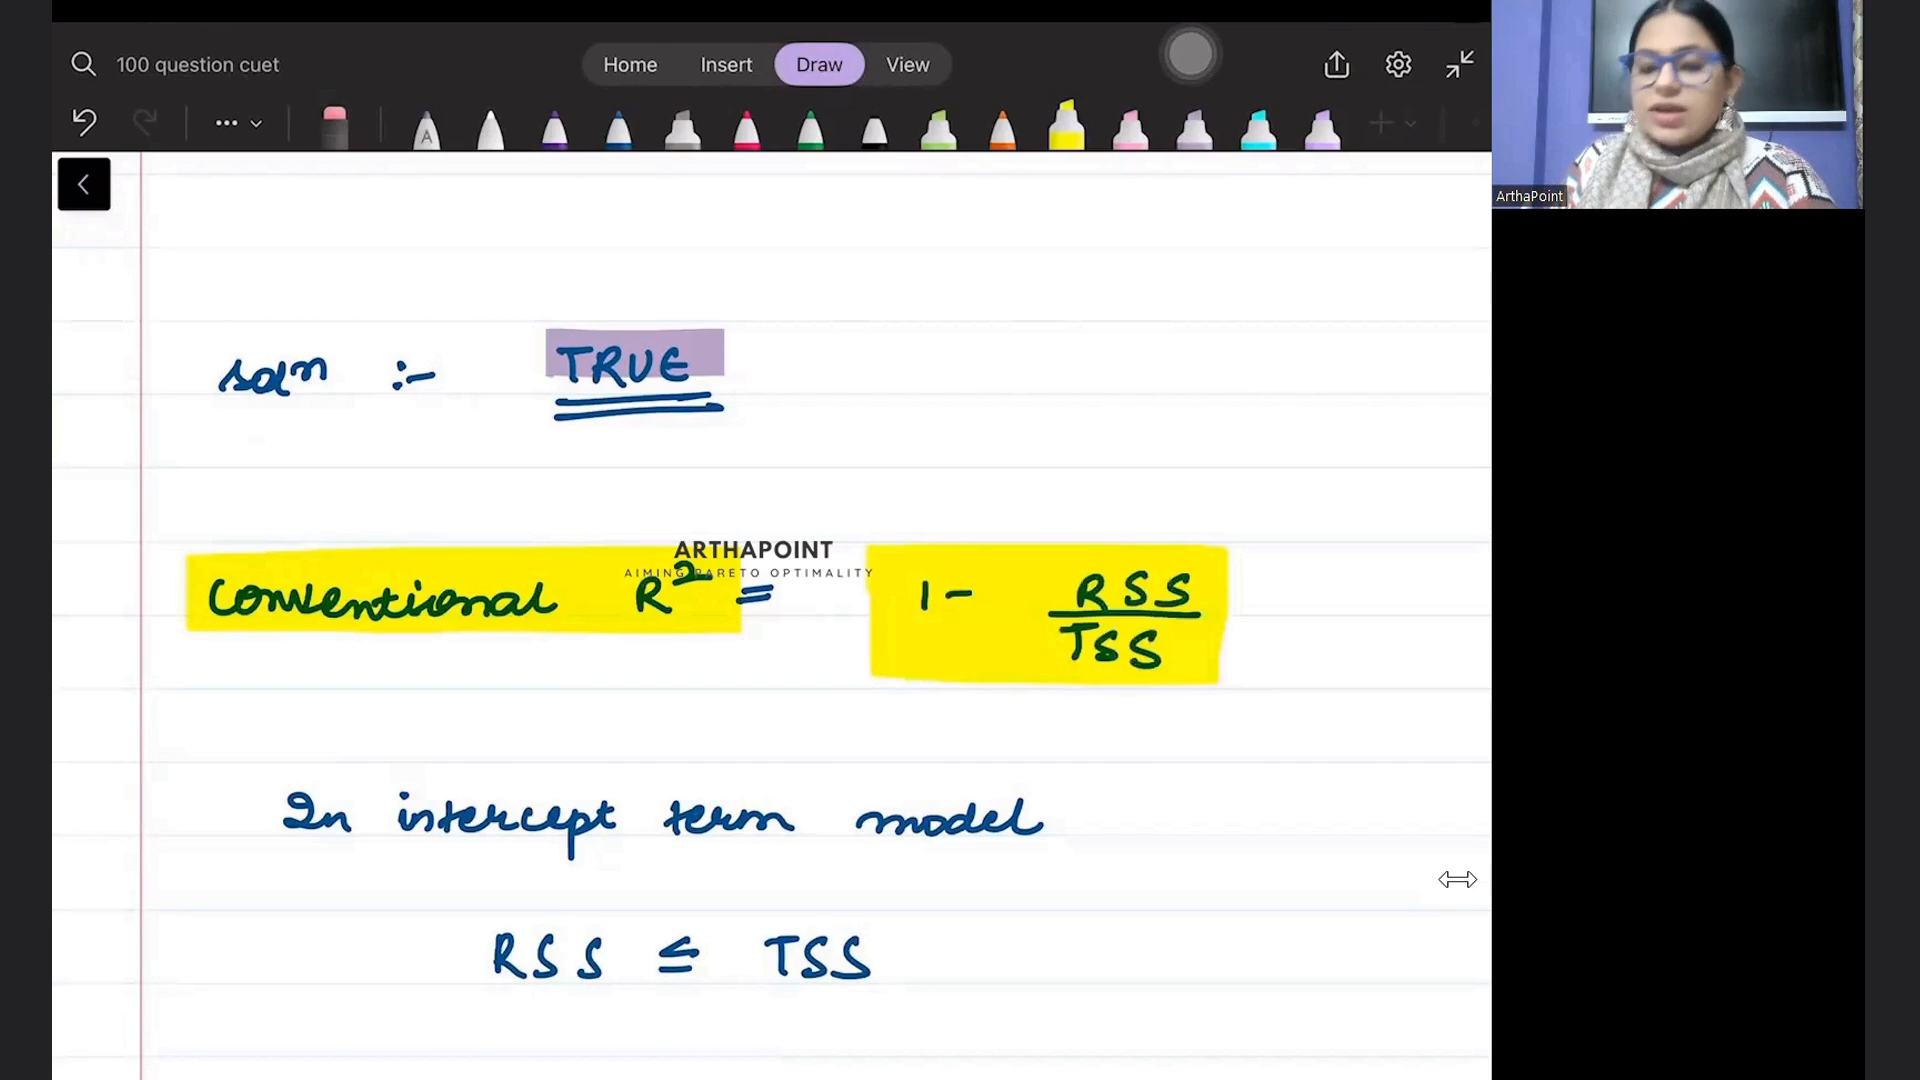 100 question cuet
Home Insert Draw View
A
ArthaPoint
soln :- TRUE
ARTHAPOINT
AIMING PARETO OPTIMALITY
Conventional R² = 1 - RSS / TSS
In intercept term model
RSS ≤ TSS